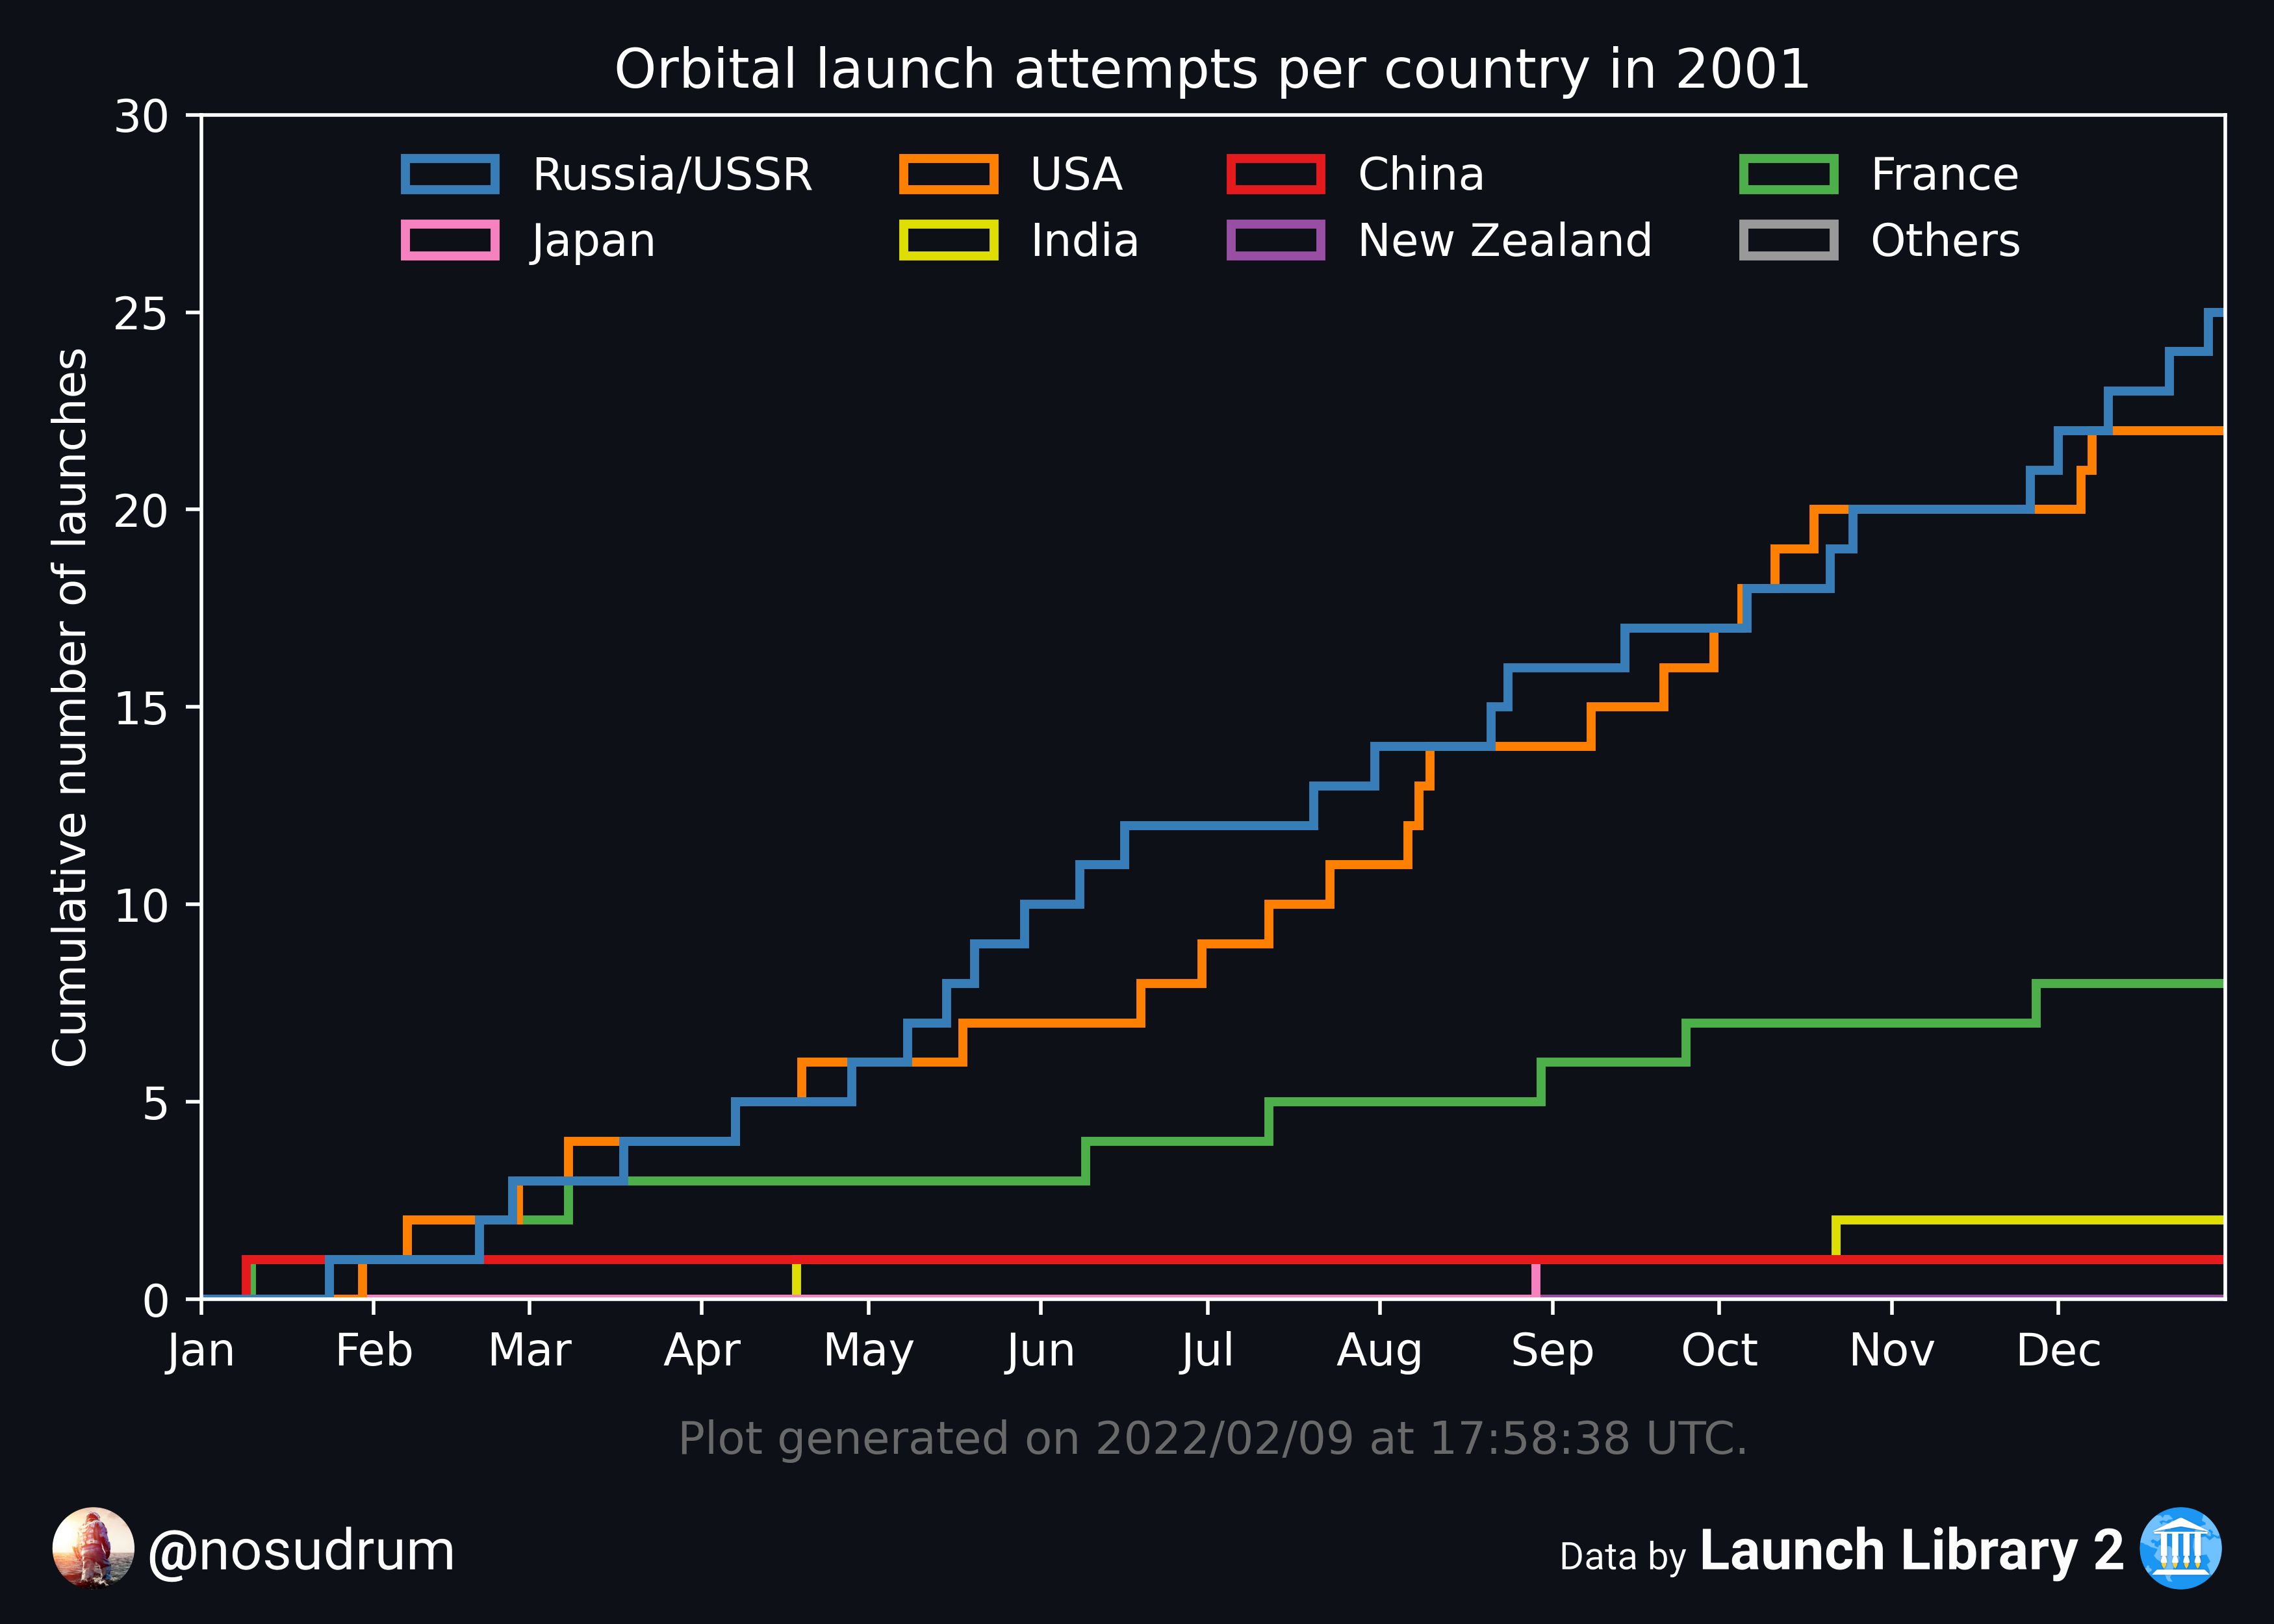 Orbital launch attempts per country in 2001
30
Russia/USSR USA China France
Japan India New Zealand Others
25
20
15
10
5
0
Cumulative number of launches
Jan Feb Mar Apr May Jun Jul Aug Sep Oct Nov Dec
Plot generated on 2022/02/09 at 17:58:38 UTC.
@nosudrum
Data by Launch Library 2